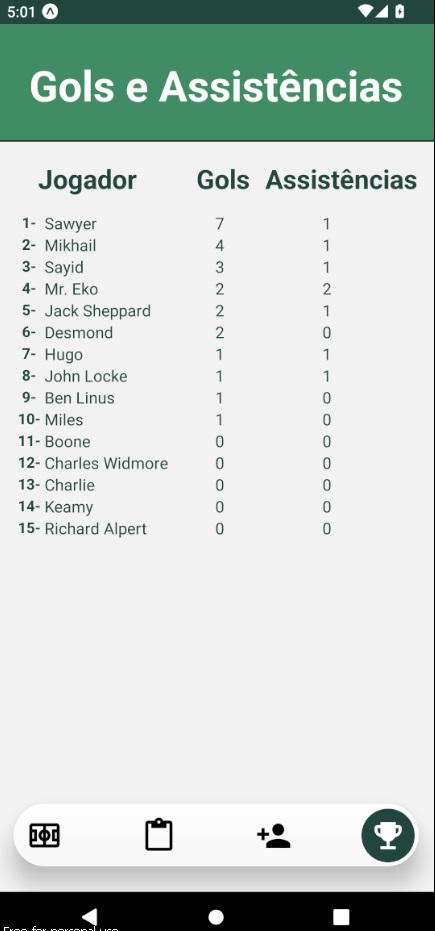 5:01
Gols e Assistências
Jogador Gols Assistências
1- Sawyer 7 1
2- Mikhail 4 1
3- Sayid 3 1
4- Mr. Eko 2 2
5- Jack Sheppard 2 1
6- Desmond 2 0
7- Hugo 1 1
8- John Locke 1 1
9- Ben Linus 1 0
10- Miles 1 0
11- Boone 0 0
12- Charles Widmore 0 0
13- Charlie 0 0
14- Keamy 0 0
15- Richard Alpert 0 0
Free for personal use